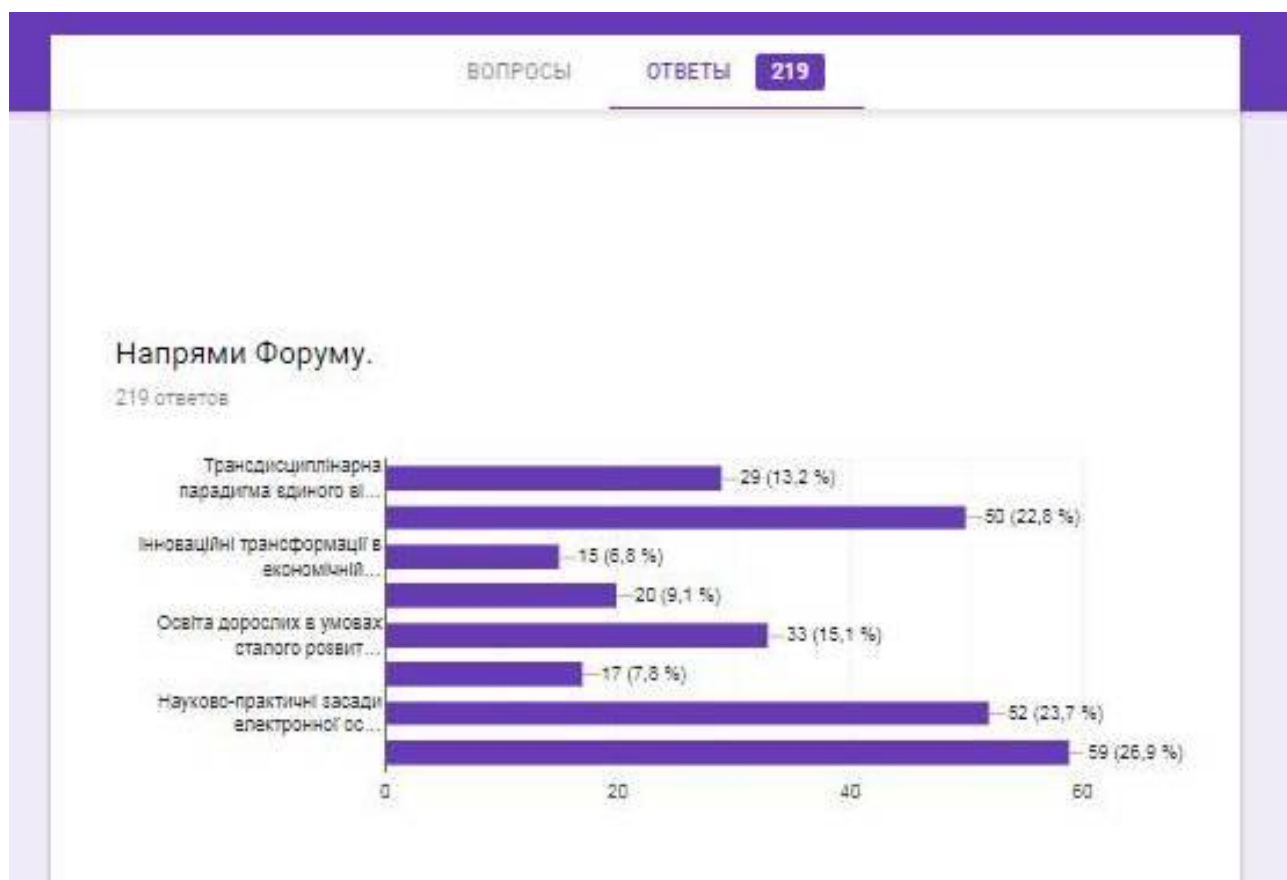 ВОПРОСЫ ОТВЕТЫ 219
Напрями Форуму.
219 ответов
Трансдисциплінарна
парадигма єдиного ві...
29 (13,2 %)
50 (22,8 %)
Інноваційні трансформації в
економічній...
15 (6,8 %)
20 (9,1 %)
Освіта дорослих в умовах
сталого розвит...
33 (15,1 %)
17 (7,8 %)
Науково-практичні засади
електронної ос...
52 (23,7 %)
59 (26,9 %)
0 20 40 60